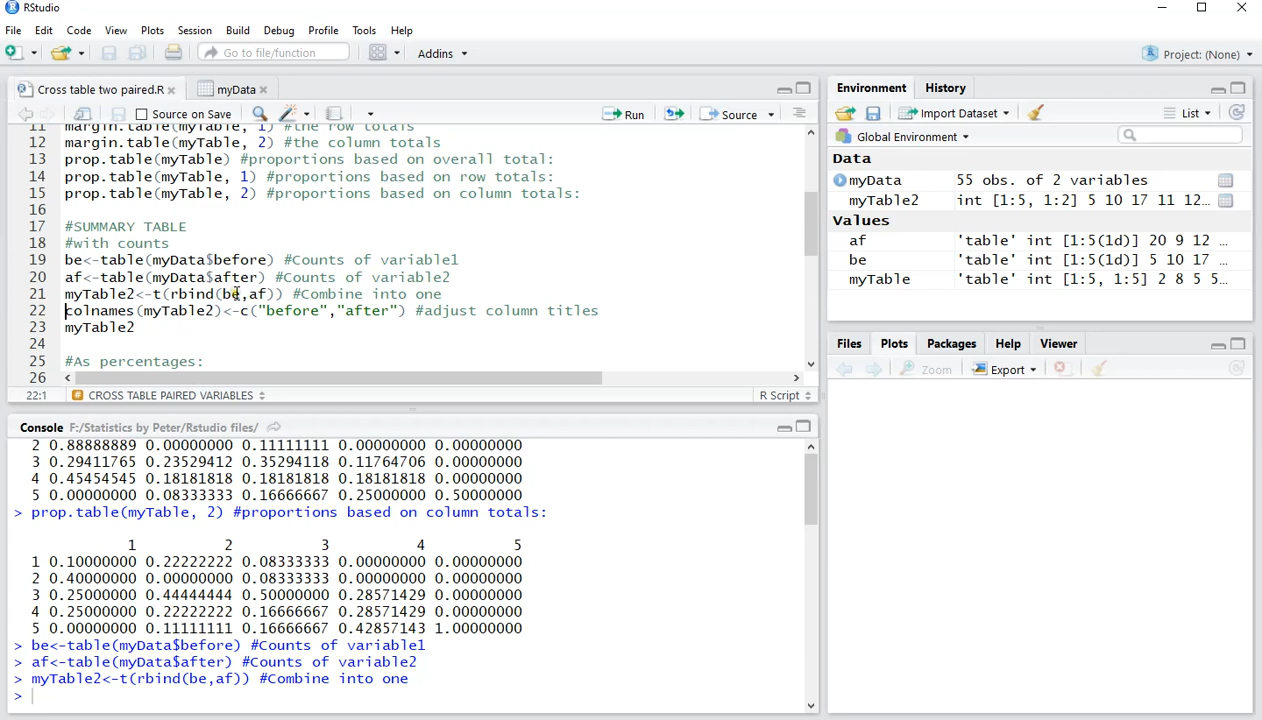 RStudio
File Edit Code View Plots Session Build Debug Profile Tools Help
Go to file/function Addins Project: (None)
Cross table two paired.R myData
Source on Save Run Source
11 margin.table(myTable, 1) #the row totals
12 margin.table(myTable, 2) #the column totals
13 prop.table(myTable) #proportions based on overall total:
14 prop.table(myTable, 1) #proportions based on row totals:
15 prop.table(myTable, 2) #proportions based on column totals:
16
17 #SUMMARY TABLE
18 #with counts
19 be<-table(myData$before) #Counts of variable1
20 af<-table(myData$after) #Counts of variable2
21 myTable2<-t(rbind(be,af)) #Combine into one
22 colnames(myTable2)<-c("before","after") #adjust column titles
23 myTable2
24
25 #As percentages:
26
22:1 # CROSS TABLE PAIRED VARIABLES R Script
Console F:/Statistics by Peter/Rstudio files/
2 0.88888889 0.00000000 0.11111111 0.00000000 0.00000000
3 0.29411765 0.23529412 0.35294118 0.11764706 0.00000000
4 0.45454545 0.18181818 0.18181818 0.18181818 0.00000000
5 0.00000000 0.08333333 0.16666667 0.25000000 0.50000000
> prop.table(myTable, 2) #proportions based on column totals:
1 2 3 4 5
1 0.10000000 0.22222222 0.08333333 0.00000000 0.00000000
2 0.40000000 0.00000000 0.08333333 0.00000000 0.00000000
3 0.25000000 0.44444444 0.50000000 0.28571429 0.00000000
4 0.25000000 0.22222222 0.16666667 0.28571429 0.00000000
5 0.00000000 0.11111111 0.16666667 0.42857143 1.00000000
> be<-table(myData$before) #Counts of variable1
> af<-table(myData$after) #Counts of variable2
> myTable2<-t(rbind(be,af)) #Combine into one
>
Environment History
Import Dataset List
Global Environment
Data
myData 55 obs. of 2 variables
myTable2 int [1:5, 1:2] 5 10 17 11 12...
Values
af 'table' int [1:5(1d)] 20 9 12 ...
be 'table' int [1:5(1d)] 5 10 17 ...
myTable 'table' int [1:5, 1:5] 2 8 5 5...
Files Plots Packages Help Viewer
Zoom Export